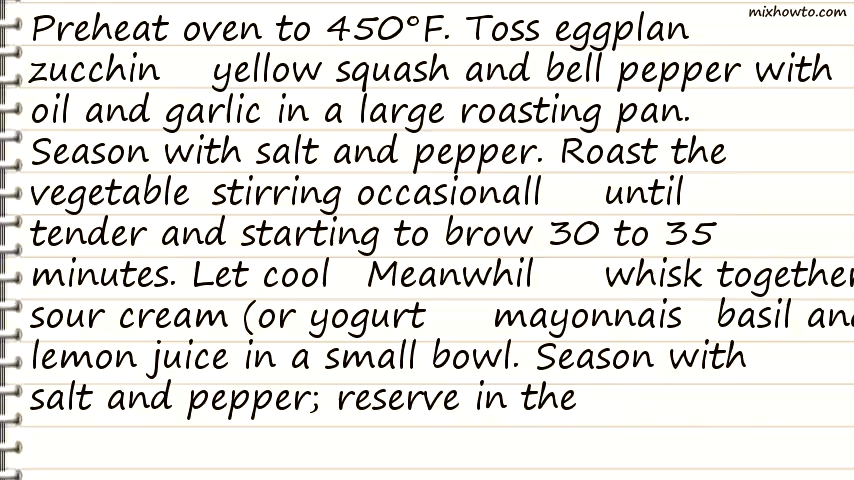 mixhowto.com
Preheat oven to 450°F. Toss eggplan
zucchin yellow squash and bell pepper with
oil and garlic in a large roasting pan.
Season with salt and pepper. Roast the
vegetable stirring occasionall until
tender and starting to brow 30 to 35
minutes. Let cool Meanwhil whisk together
sour cream (or yogurt mayonnais basil and
lemon juice in a small bowl. Season with
salt and pepper; reserve in the